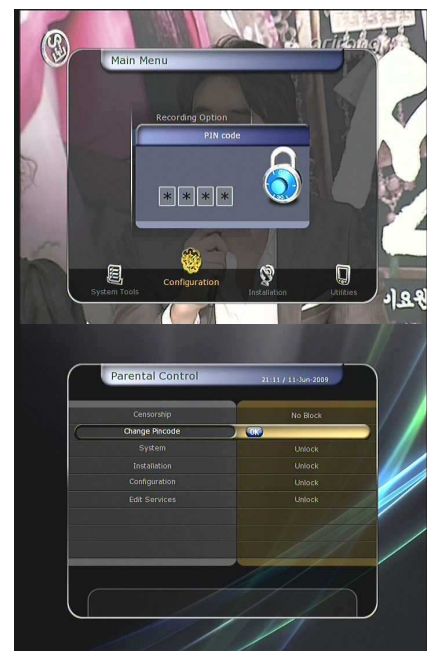 arirang
Main Menu
Recording Option
PIN code
* * * *
System Tools
Configuration
Installation
Utilities
Parental Control
21:11 / 11-Jun-2009
Censorship
No Block
Change Pincode
OK
System
Unlock
Installation
Unlock
Configuration
Unlock
Edit Services
Unlock